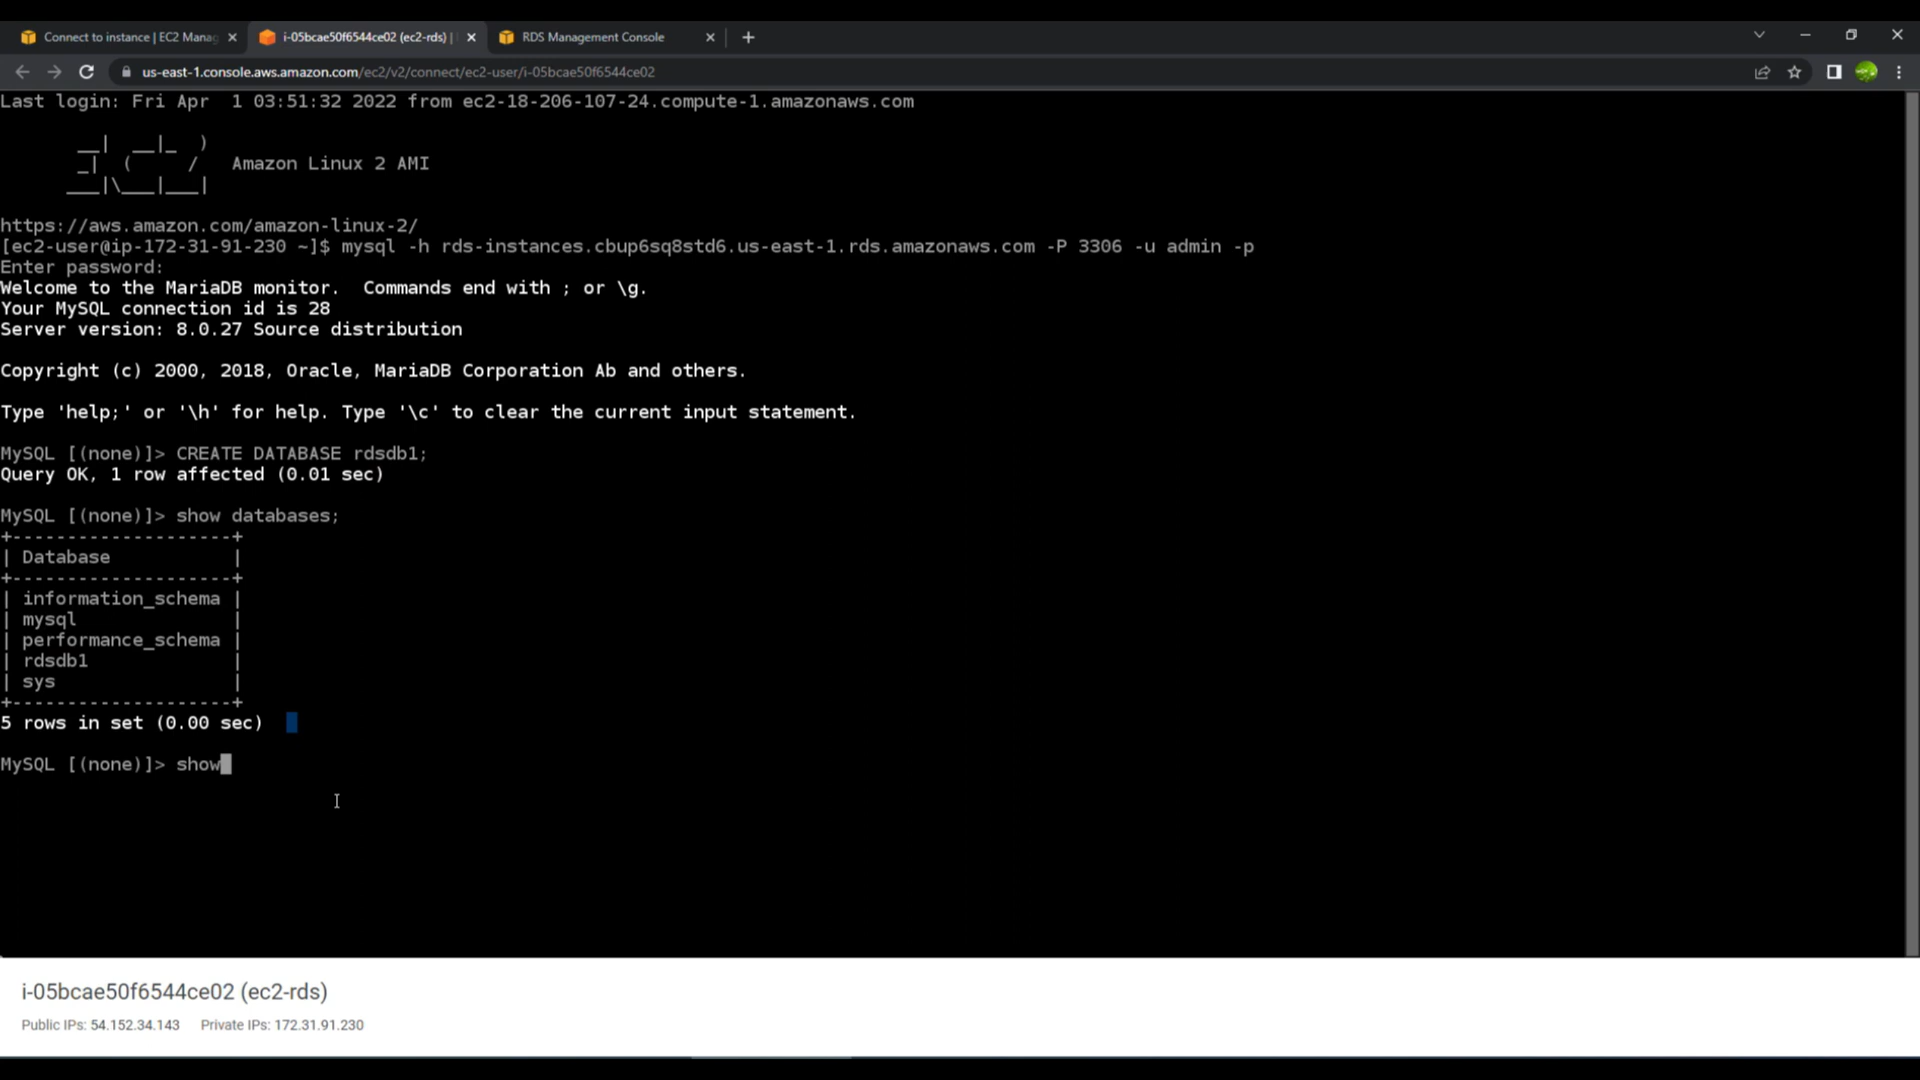 Connect to instance | EC2 Manag
i-05bcae50f6544ce02 (ec2-rds) |
RDS Management Console
us-east-1.console.aws.amazon.com/ec2/v2/connect/ec2-user/i-05bcae50f6544ce02
Last login: Fri Apr  1 03:51:32 2022 from ec2-18-206-107-24.compute-1.amazonaws.com
       __|  __|_  )
       _|  (     /   Amazon Linux 2 AMI
      ___|\___|___|
https://aws.amazon.com/amazon-linux-2/
[ec2-user@ip-172-31-91-230 ~]$ mysql -h rds-instances.cbup6sq8std6.us-east-1.rds.amazonaws.com -P 3306 -u admin -p
Enter password:
Welcome to the MariaDB monitor.  Commands end with ; or \g.
Your MySQL connection id is 28
Server version: 8.0.27 Source distribution
Copyright (c) 2000, 2018, Oracle, MariaDB Corporation Ab and others.
Type 'help;' or '\h' for help. Type '\c' to clear the current input statement.
MySQL [(none)]> CREATE DATABASE rdsdb1;
Query OK, 1 row affected (0.01 sec)
MySQL [(none)]> show databases;
+--------------------+
| Database           |
+--------------------+
| information_schema |
| mysql              |
| performance_schema |
| rdsdb1             |
| sys                |
+--------------------+
5 rows in set (0.00 sec)
MySQL [(none)]> show
i-05bcae50f6544ce02 (ec2-rds)
Public IPs: 54.152.34.143   Private IPs: 172.31.91.230